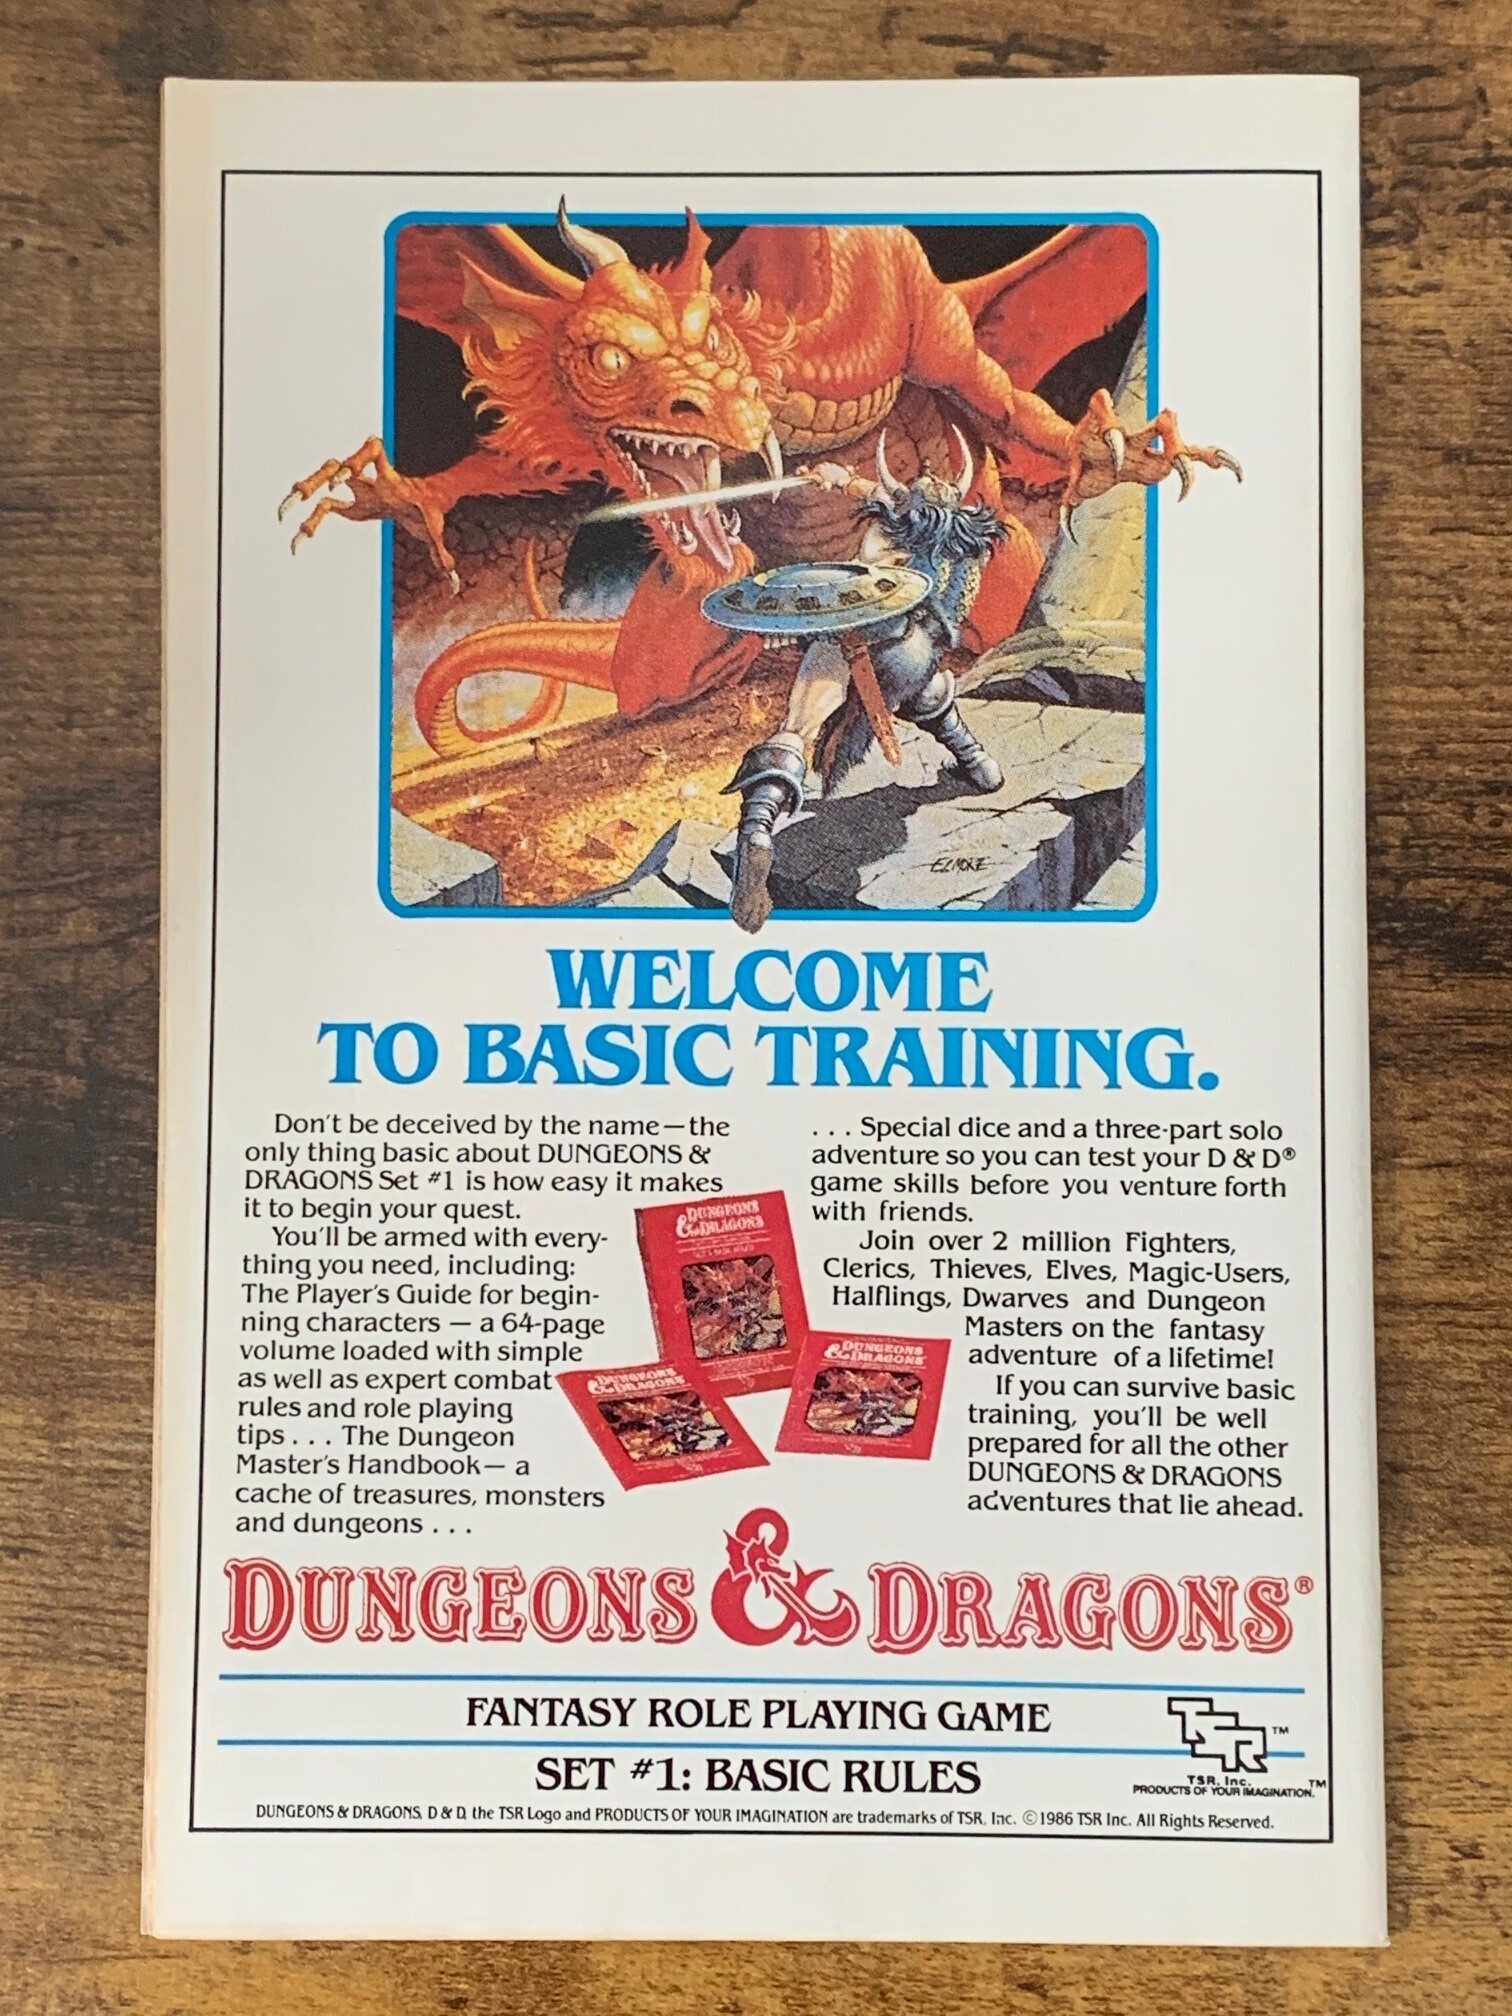 ELMORE
WELCOME
TO BASIC TRAINING.
Don't be deceived by the name—the
only thing basic about DUNGEONS &
DRAGONS Set #1 is how easy it makes
it to begin your quest.
You'll be armed with every-
thing you need, including:
The Player's Guide for begin-
ning characters — a 64-page
volume loaded with simple
as well as expert combat
rules and role playing
tips . . . The Dungeon
Master's Handbook— a
cache of treasures, monsters
and dungeons . . .
. . . Special dice and a three-part solo
adventure so you can test your D & D®
game skills before you venture forth
with friends.
Join over 2 million Fighters,
Clerics, Thieves, Elves, Magic-Users,
Halflings, Dwarves and Dungeon
Masters on the fantasy
adventure of a lifetime!
If you can survive basic
training, you'll be well
prepared for all the other
DUNGEONS & DRAGONS
adventures that lie ahead.
DUNGEONS
& DRAGONS
DUNGEONS
& DRAGONS
DUNGEONS
& DRAGONS
DUNGEONS & DRAGONS®
FANTASY ROLE PLAYING GAME
SET #1: BASIC RULES
TSR™
TSR, Inc.
PRODUCTS OF YOUR IMAGINATION.™
DUNGEONS & DRAGONS, D & D, the TSR Logo and PRODUCTS OF YOUR IMAGINATION are trademarks of TSR, Inc. ©1986 TSR Inc. All Rights Reserved.